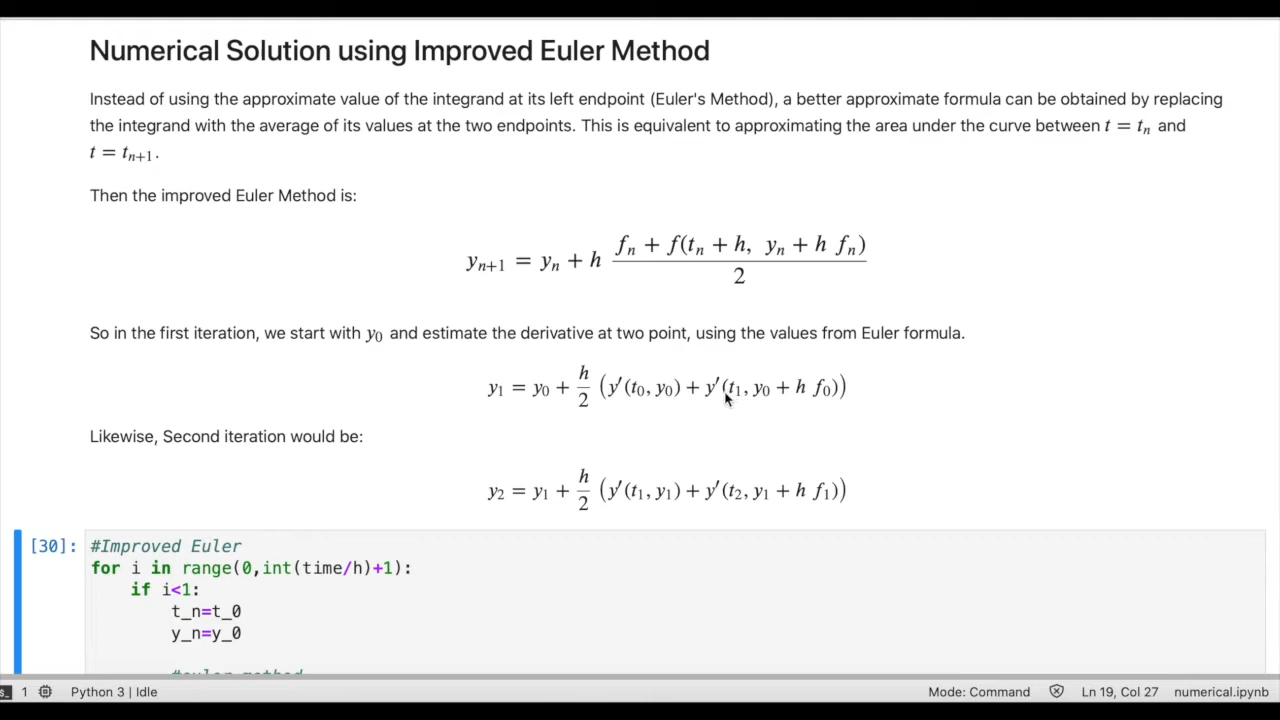 Numerical Solution using Improved Euler Method
Instead of using the approximate value of the integrand at its left endpoint (Euler's Method), a better approximate formula can be obtained by replacing
the integrand with the average of its values at the two endpoints. This is equivalent to approximating the area under the curve between t = tₙ and
t = tₙ₊₁.
Then the improved Euler Method is:
yₙ₊₁ = yₙ + h (fₙ + f(tₙ + h, yₙ + h fₙ))/2
So in the first iteration, we start with y₀ and estimate the derivative at two point, using the values from Euler formula.
y₁ = y₀ + h/2 (y′(t₀, y₀) + y′(t₁, y₀ + h f₀))
Likewise, Second iteration would be:
y₂ = y₁ + h/2 (y′(t₁, y₁) + y′(t₂, y₁ + h f₁))
[30]: #Improved Euler
for i in range(0,int(time/h)+1):
if i<1:
t_n=t_0
y_n=y_0
#euler method
1 Python 3 | Idle Mode: Command Ln 19, Col 27 numerical.ipynb